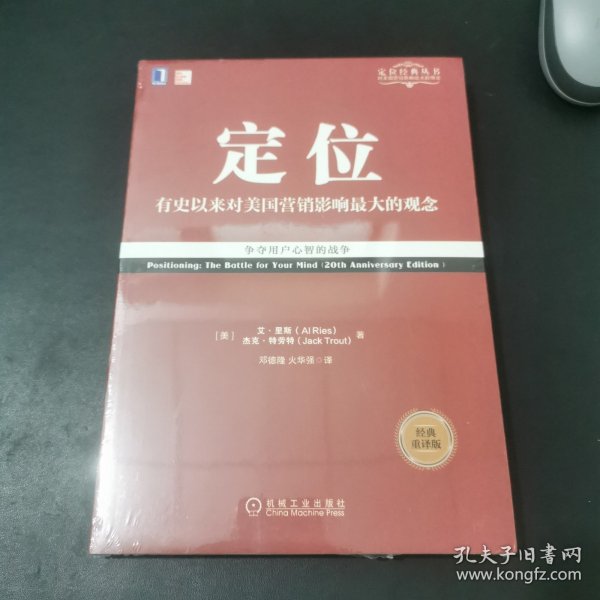 定位经典丛书
定位
有史以来对美国营销影响最大的观念
争夺用户心智的战争
Positioning: The Battle for Your Mind (20th Anniversary Edition )
[美] 艾·里斯(Al Ries)
杰克·特劳特(Jack Trout) 著
邓德隆 火华强◎译
经典
重译版
机械工业出版社
China Machine Press
孔夫子旧书网
www.kongfz.com